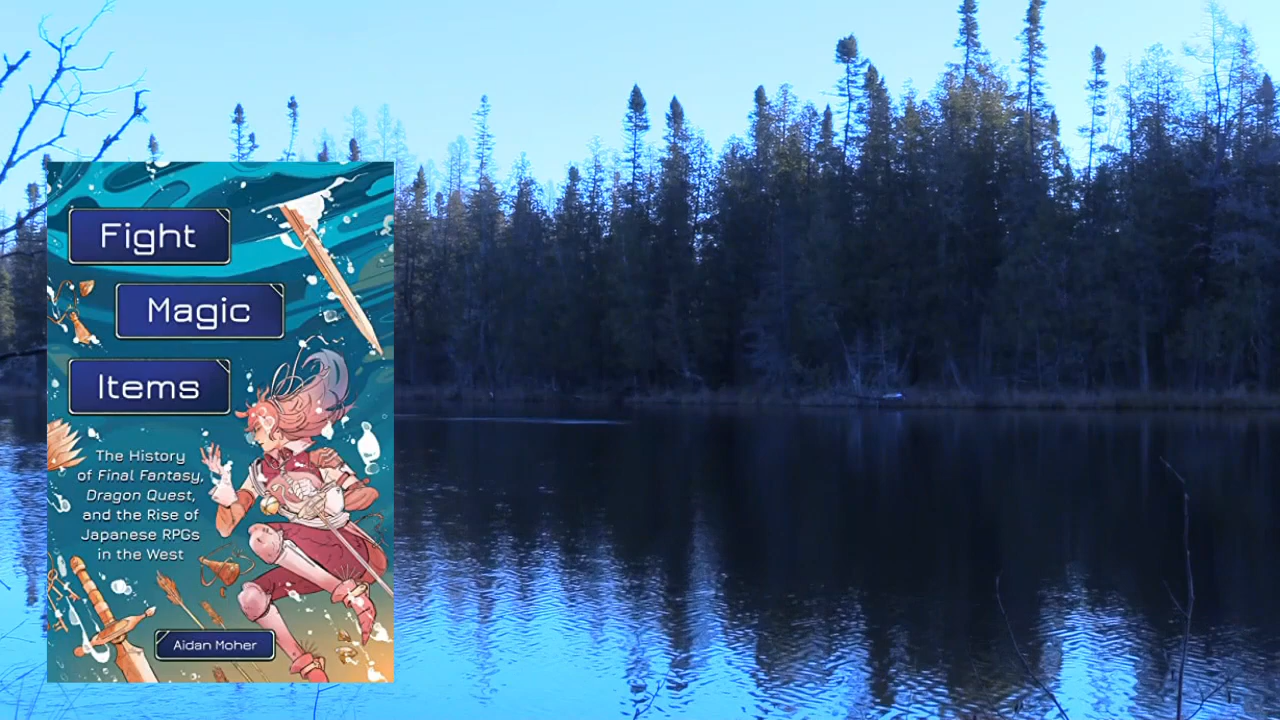 Fight
Magic
Items
The History
of Final Fantasy,
Dragon Quest,
and the Rise of
Japanese RPGs
in the West
Aidan Moher